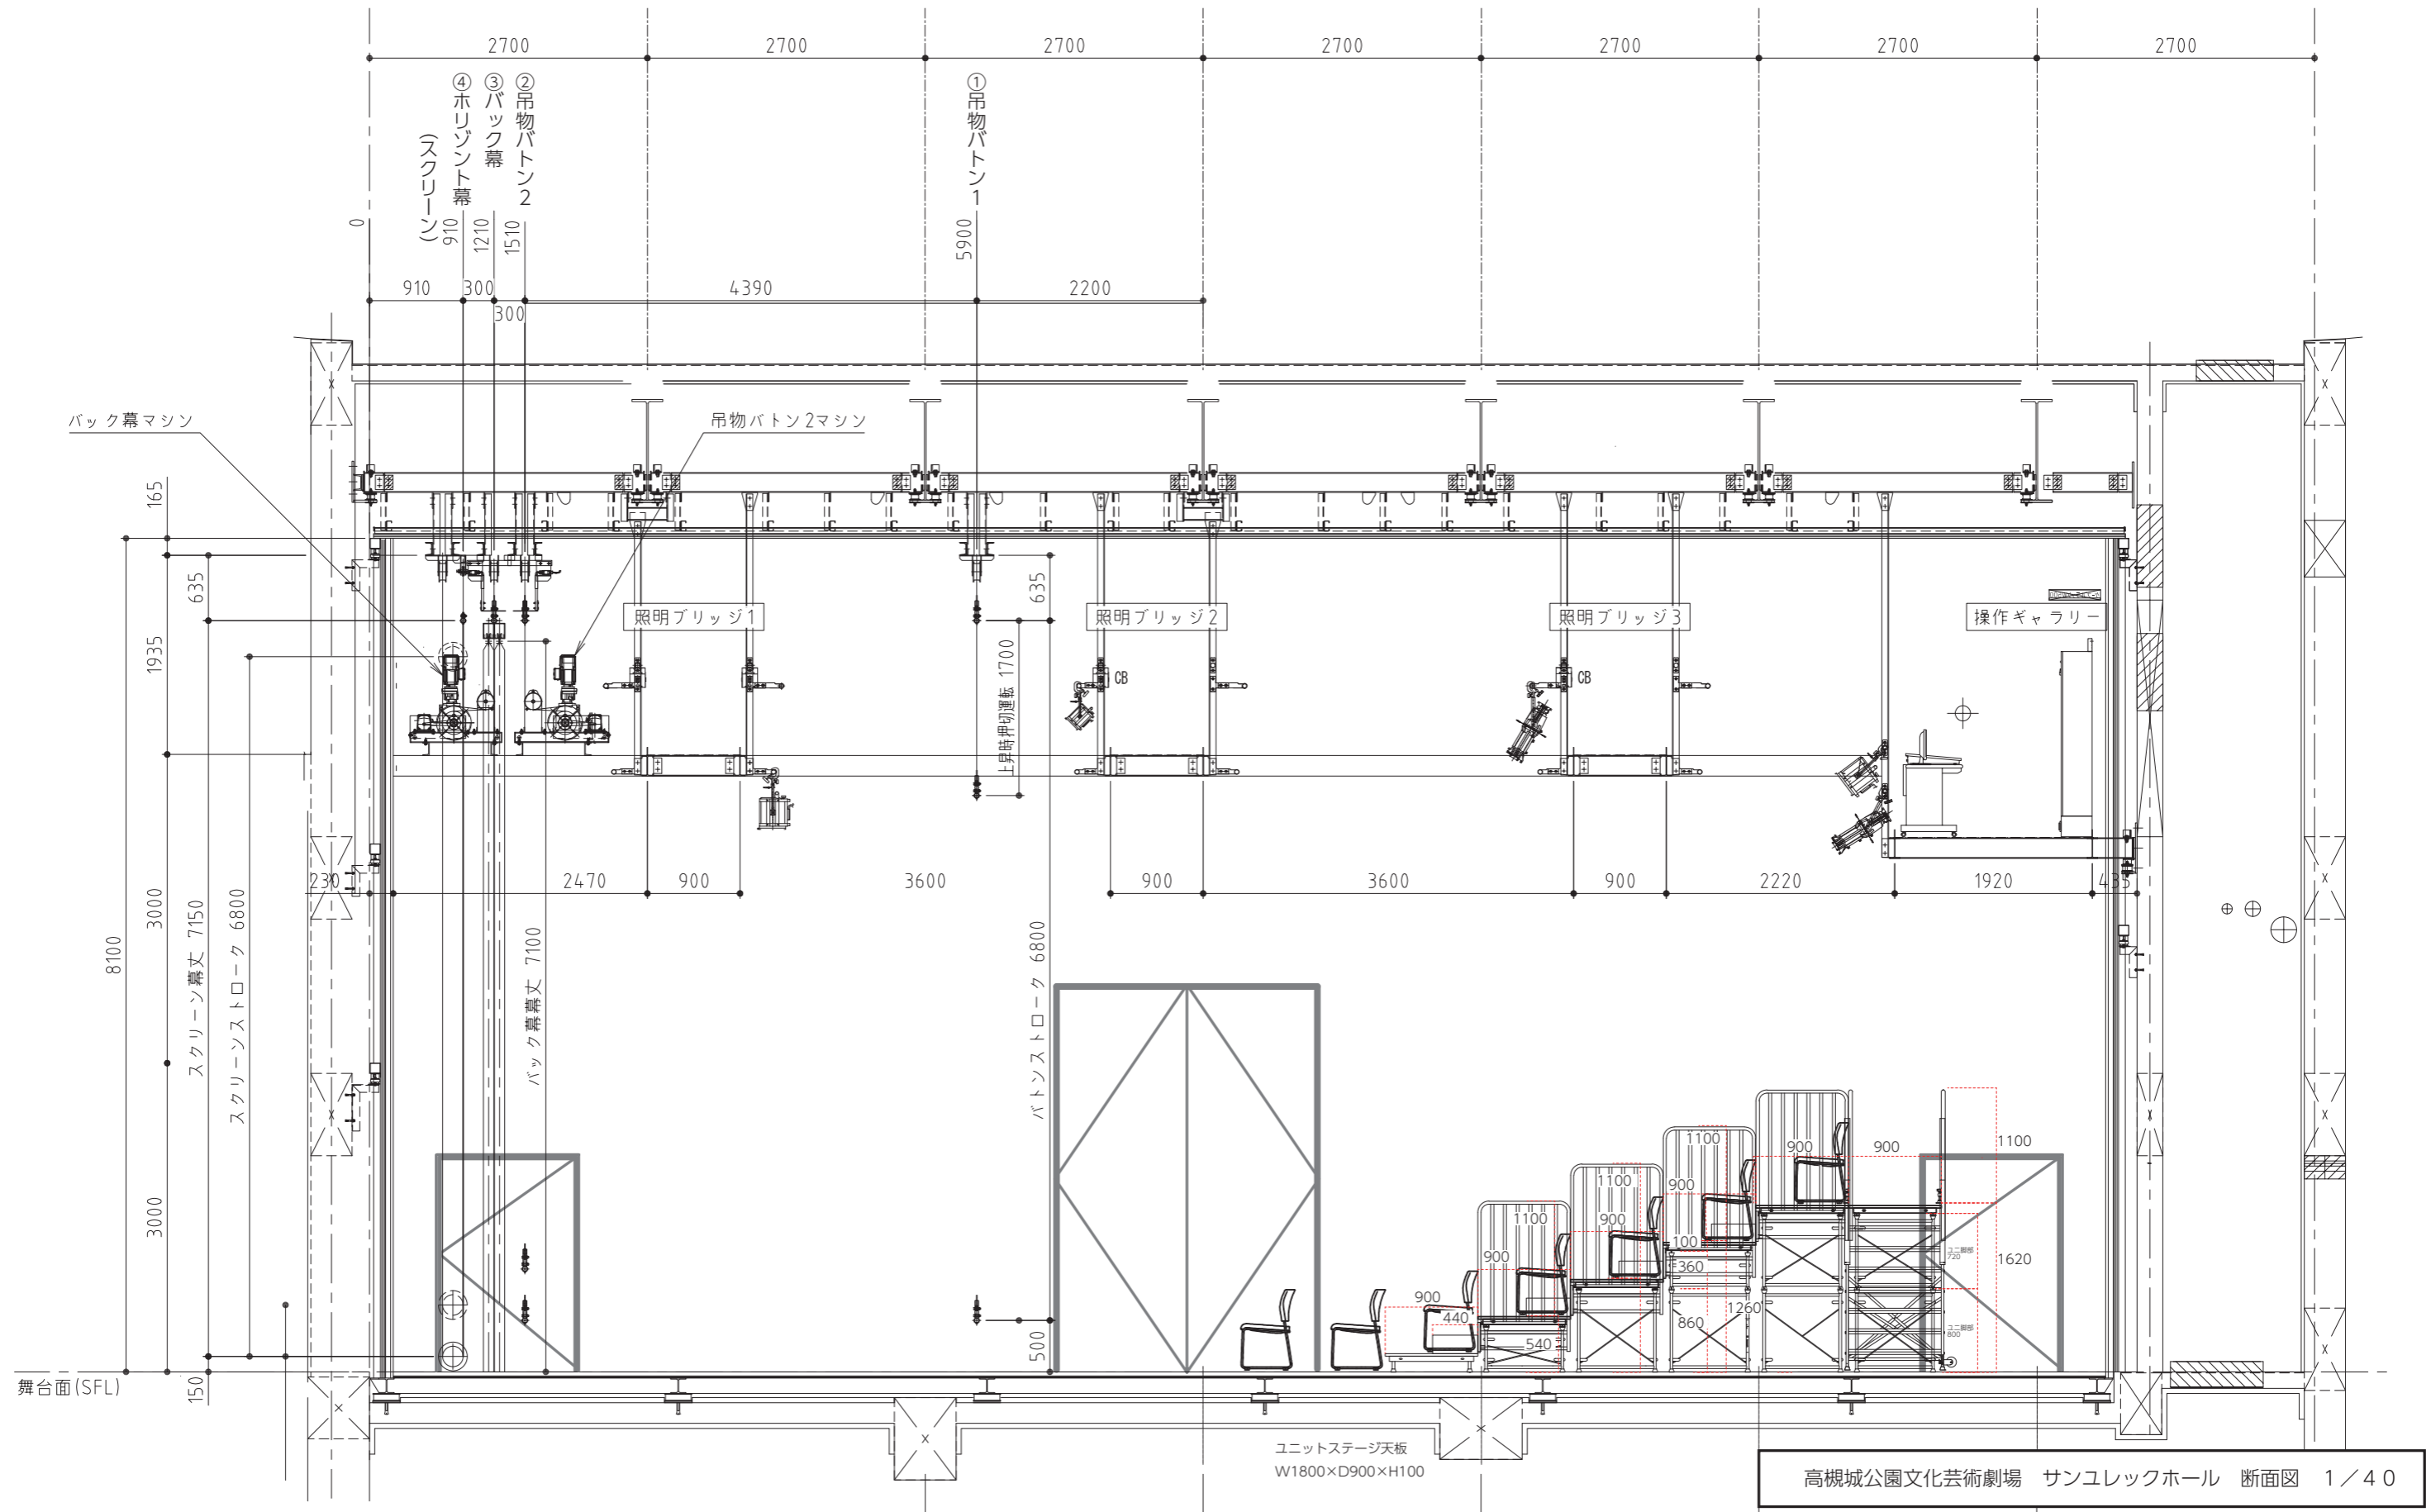 2700
2700
2700
2700
2700
2700
2700
④ホリゾント幕
(スクリーン)
③バック幕
②吊物バトン2
①吊物バトン1
0
910
1210
1510
5900
910
300
300
4390
2200
バック幕マシン
吊物バトン2マシン
165
635
1935
3000
3000
8100
150
スクリーン幕丈 7150
スクリーンストローク 6800
バック幕幕丈 7100
635
上昇時押切運転 1700
バトンストローク 6800
500
照明ブリッジ1
照明ブリッジ2
照明ブリッジ3
操作ギャラリー
CB
CB
230
2470
900
3600
900
3600
900
2220
1920
435
900
440
900
1100
540
900
1100
900
1100
100
360
860
1260
900
900
1100
1620
ユニ脚部
720
ユニ脚部
800
舞台面(SFL)
ユニットステージ天板
W1800×D900×H100
高槻城公園文化芸術劇場 サンユレックホール 断面図 1/40
X
X
X
X
X
X
X
X
X
X
X
X